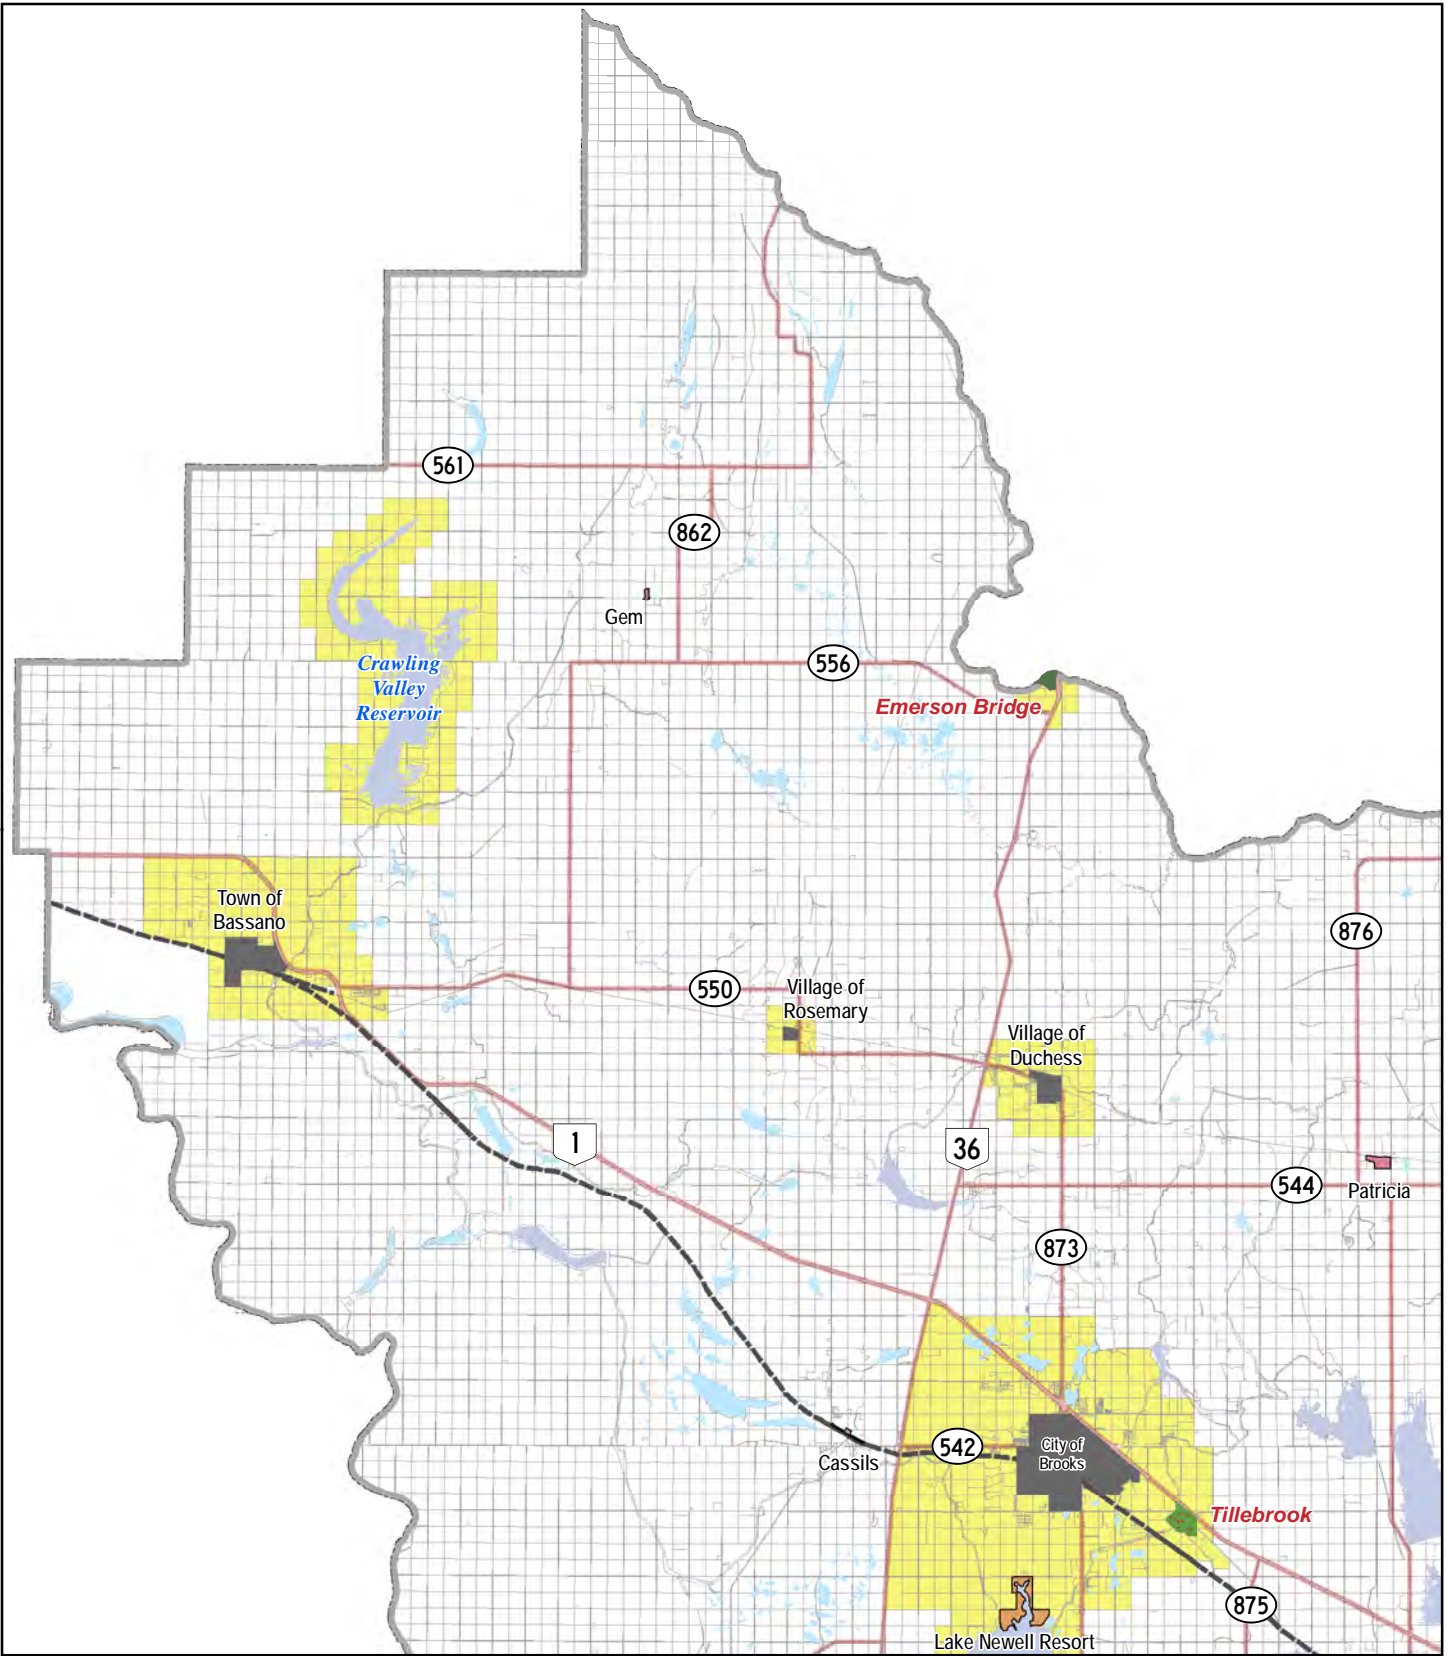 561
862
Gem
556
Crawling
Valley
Reservoir
Emerson Bridge
Town of
Bassano
876
550
Village of
Rosemary
Village of
Duchess
1
36
544
Patricia
873
542
City of
Brooks
Cassils
Tillebrook
875
Lake Newell Resort